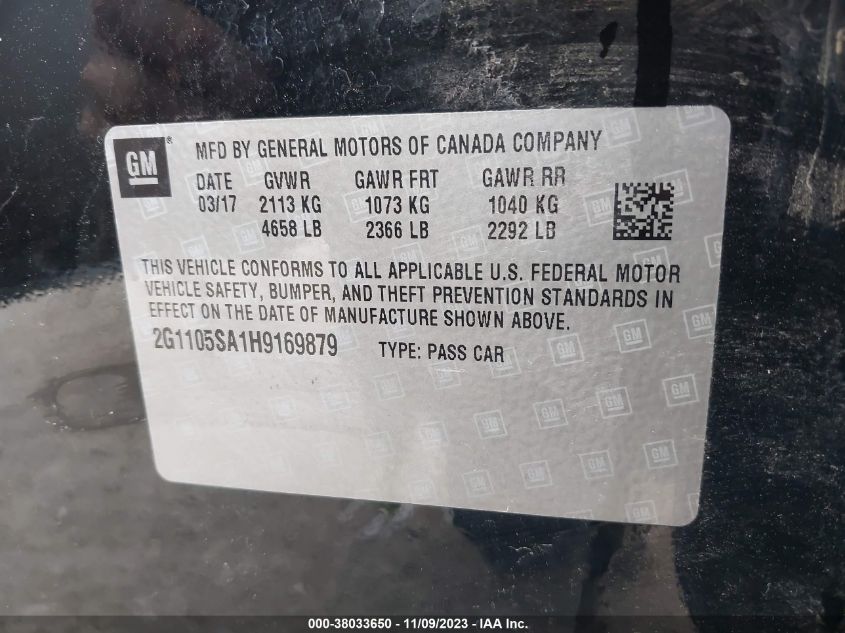 GM®
MFD BY GENERAL MOTORS OF CANADA COMPANY
DATE GVWR GAWR FRT GAWR RR
03/17 2113 KG 1073 KG 1040 KG
4658 LB 2366 LB 2292 LB
THIS VEHICLE CONFORMS TO ALL APPLICABLE U.S. FEDERAL MOTOR
VEHICLE SAFETY, BUMPER, AND THEFT PREVENTION STANDARDS IN
EFFECT ON THE DATE OF MANUFACTURE SHOWN ABOVE.
2G1105SA1H9169879 TYPE: PASS CAR
000-38033650 - 11/09/2023 - IAA Inc.